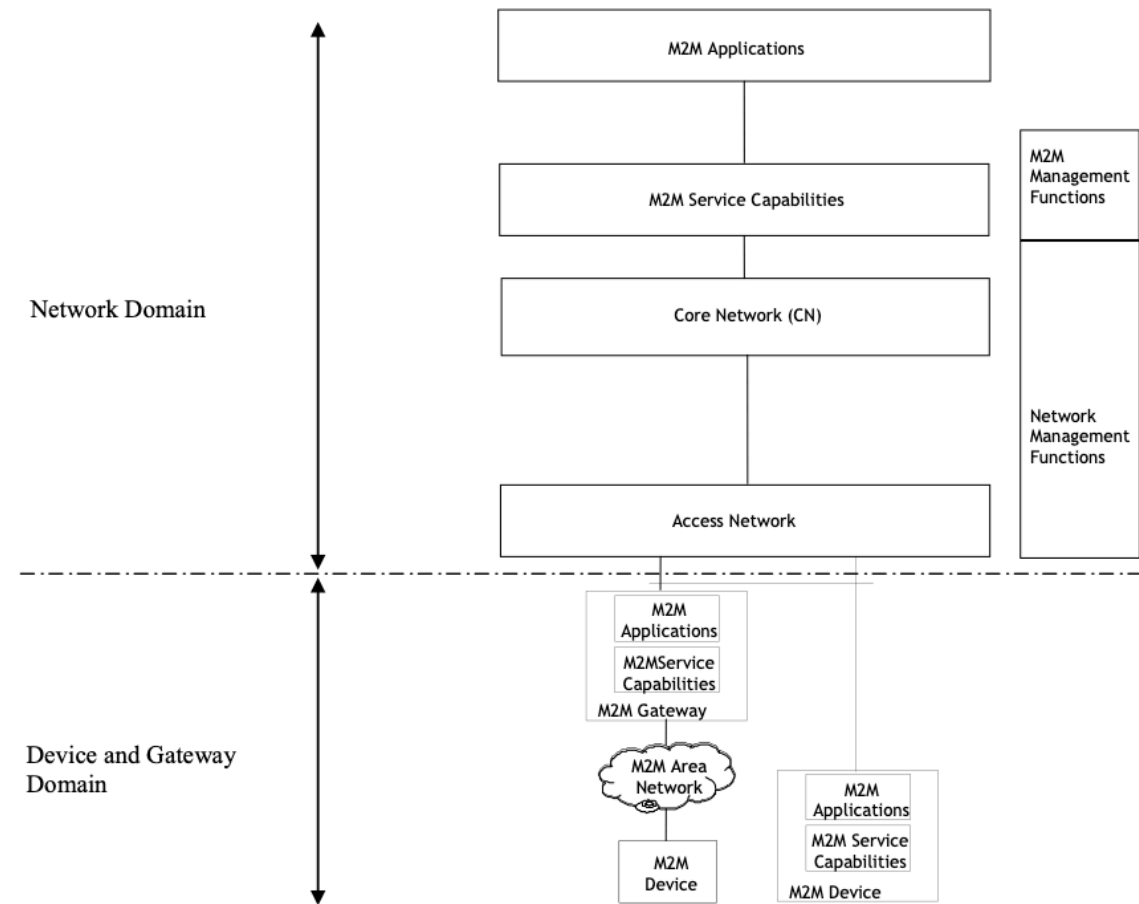 M2M Applications
M2M
Management
Functions
M2M Service Capabilities
Network Domain
Core Network (CN)
Network
Management
Functions
Access Network
M2M
Applications
M2MService
Capabilities
M2M Gateway
Device and Gateway
Domain
M2M Area
Network
M2M
Device
M2M
Applications
M2M Service
Capabilities
M2M Device